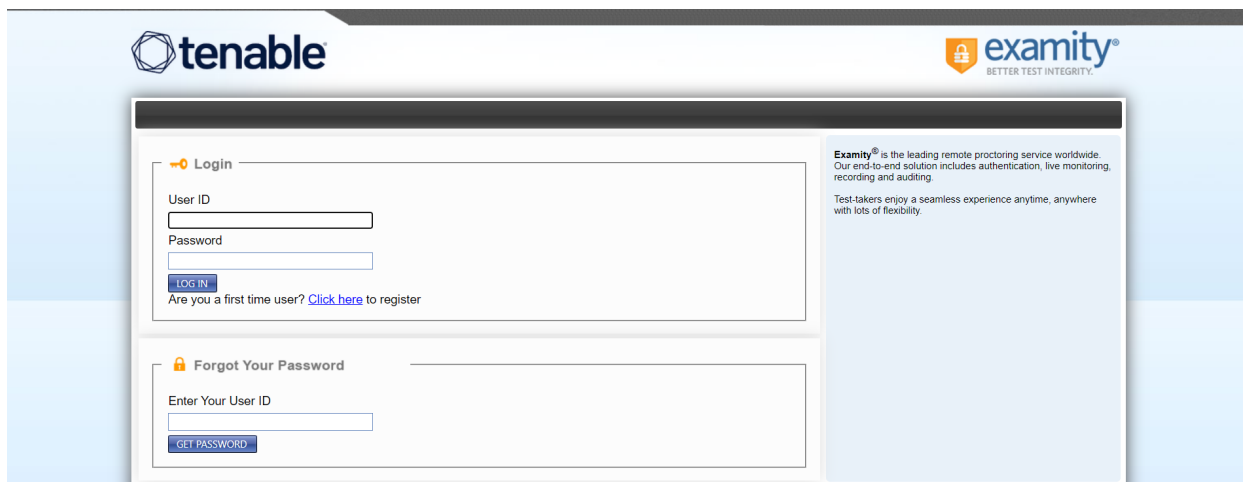 tenable
examity®
BETTER TEST INTEGRITY.
Login
User ID
Password
LOG IN
Are you a first time user? Click here to register
Forgot Your Password
Enter Your User ID
GET PASSWORD
Examity® is the leading remote proctoring service worldwide.
Our end-to-end solution includes authentication, live monitoring,
recording and auditing.
Test-takers enjoy a seamless experience anytime, anywhere
with lots of flexibility.